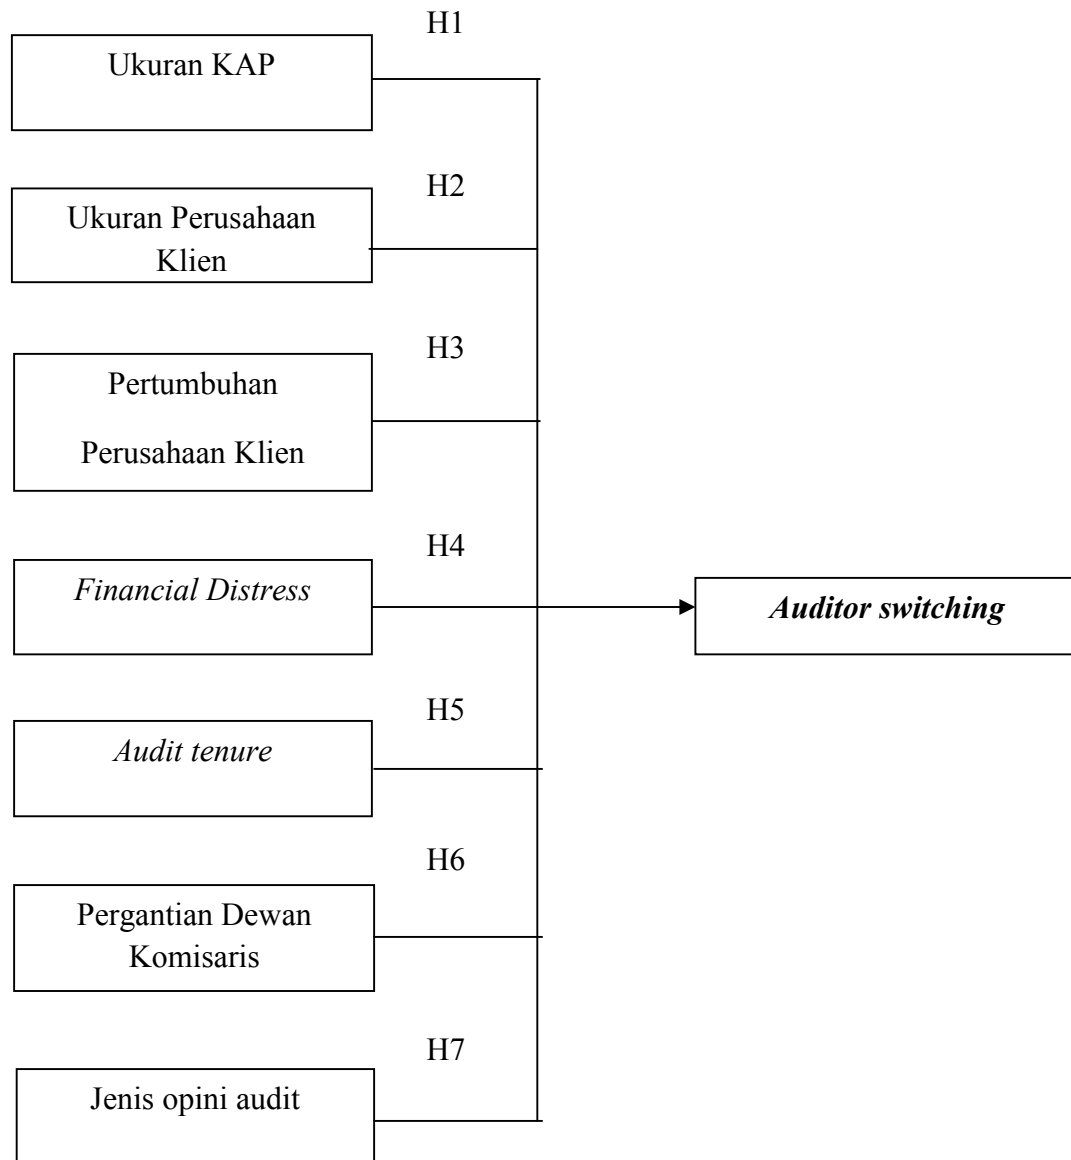 H1
Ukuran KAP
H2
Ukuran Perusahaan
Klien
H3
Pertumbuhan
Perusahaan Klien
H4
Financial Distress
Auditor switching
H5
Audit tenure
H6
Pergantian Dewan
Komisaris
H7
Jenis opini audit